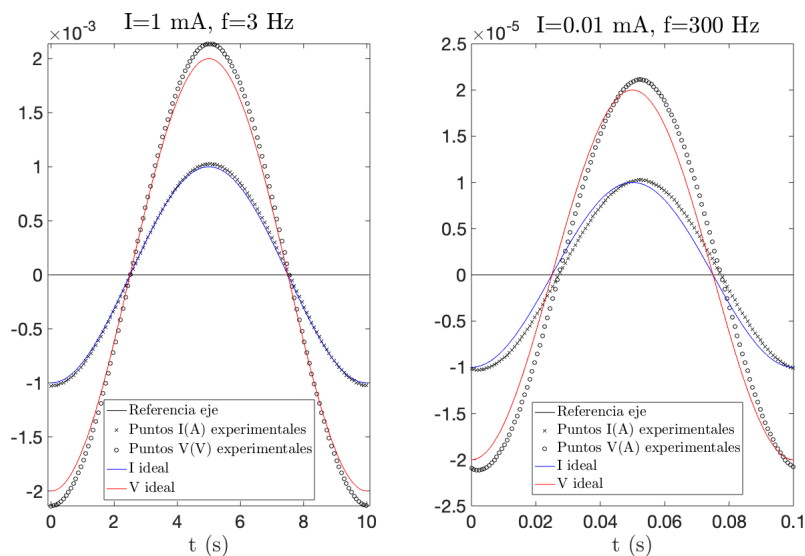 I=1 mA, f=3 Hz
×10-3
2
1.5
1
0.5
0
-0.5
-1
-1.5
-2
0 2 4 6 8 10
t (s)
Referencia eje
Puntos I(A) experimentales
Puntos V(V) experimentales
I ideal
V ideal
I=0.01 mA, f=300 Hz
×10-5
2.5
2
1.5
1
0.5
0
-0.5
-1
-1.5
-2
-2.5
0 0.02 0.04 0.06 0.08 0.1
t (s)
Referencia eje
Puntos I(A) experimentales
Puntos V(A) experimentales
I ideal
V ideal